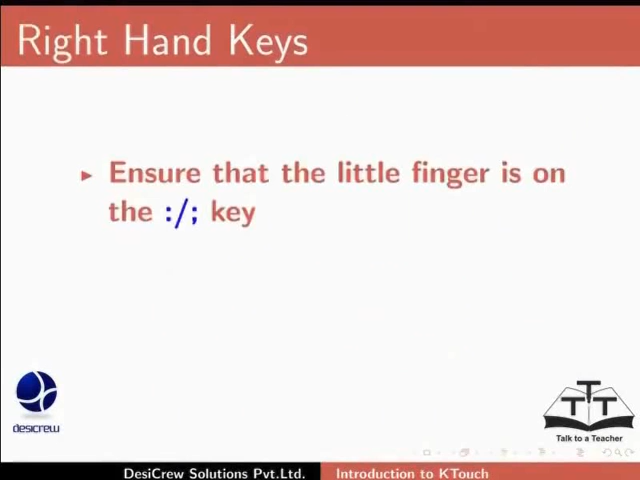 Right Hand Keys
Ensure that the little finger is on
the :/; key
desicrew
TTT
Talk to a Teacher
DesiCrew Solutions Pvt.Ltd.
Introduction to KTouch